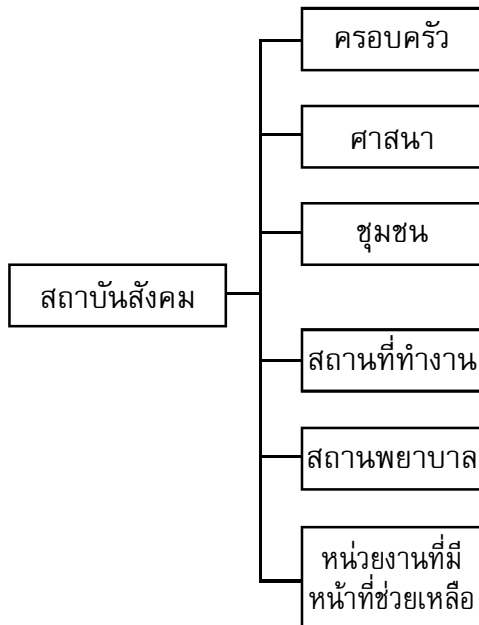 ครอบครัว
ศาสนา
ชุมชน
สถาบันสังคม
สถานที่ทำงาน
สถานพยาบาล
หน่วยงานที่มี
หน้าที่ช่วยเหลือ